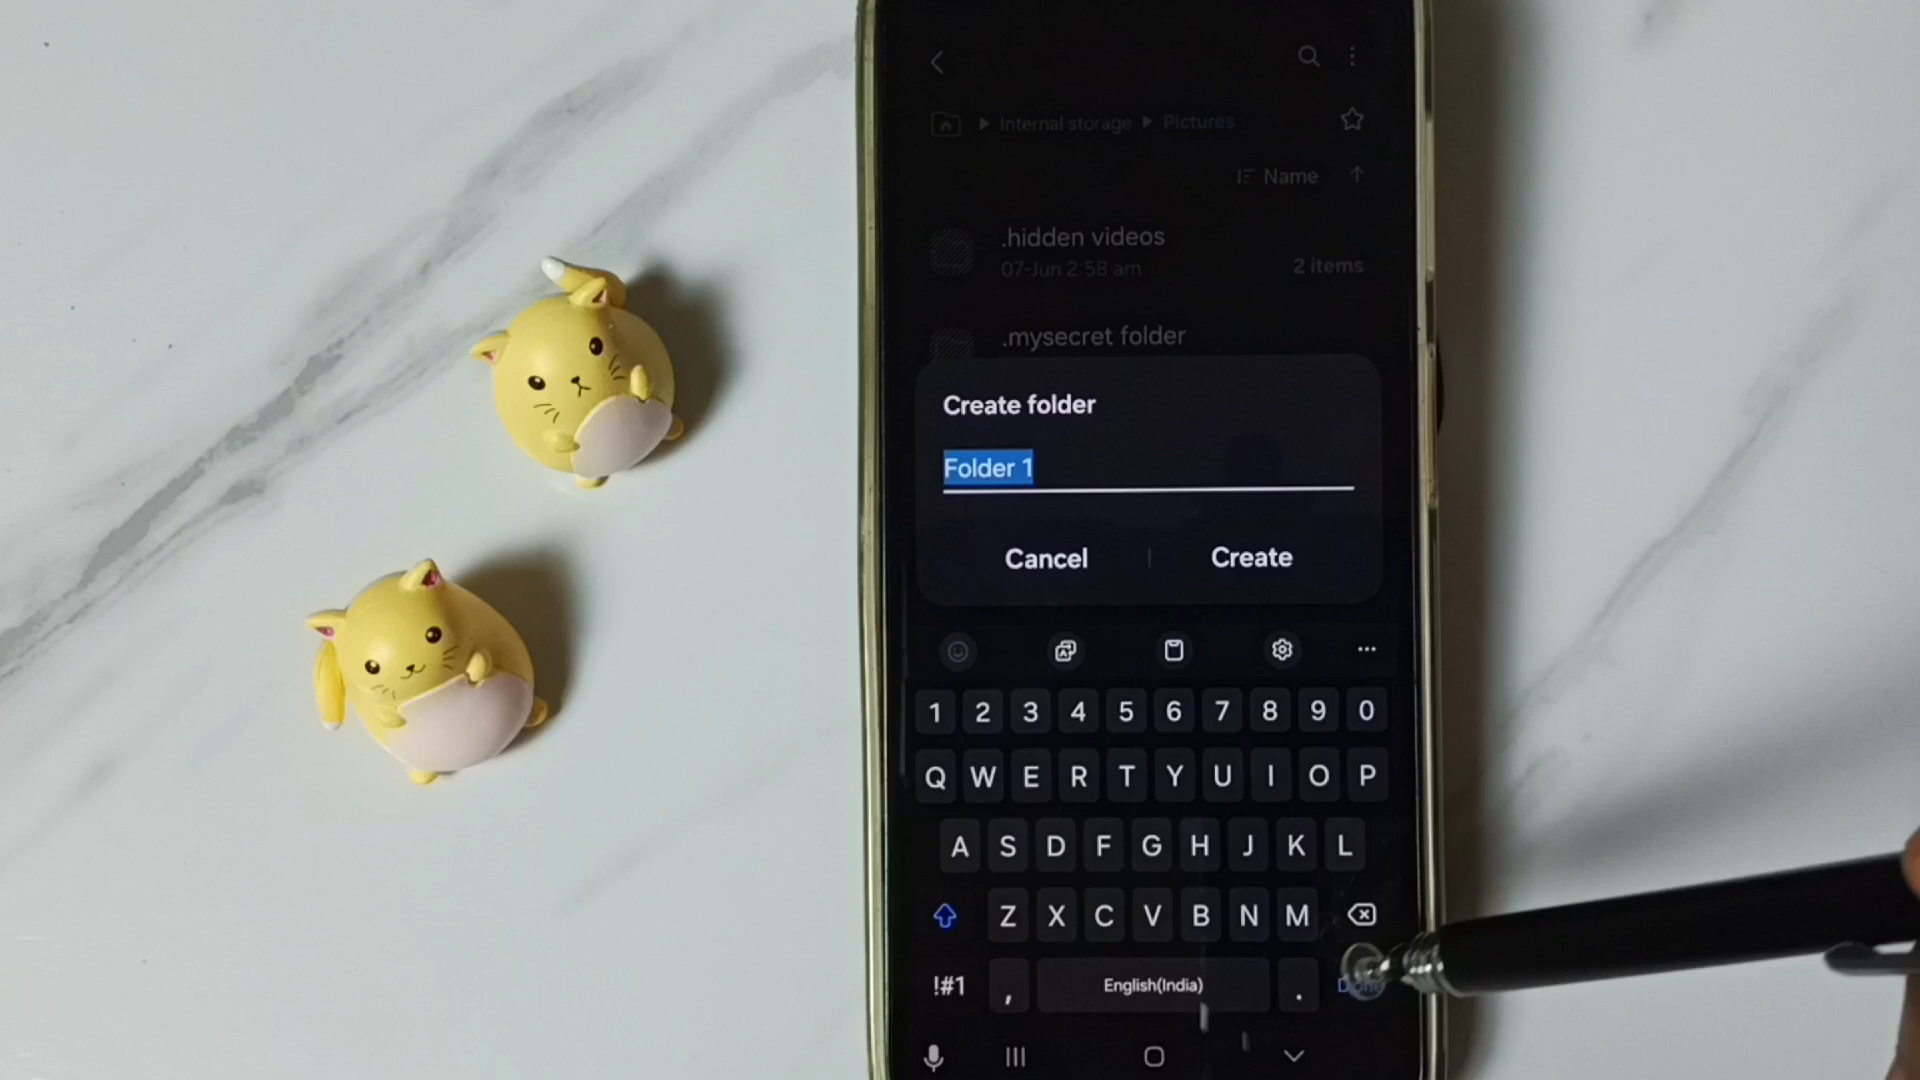 Internal storage Pictures
Name
.hidden videos
07-Jun 2:58 am
2 items
.mysecret folder
Create folder
Folder 1
Cancel
Create
1 2 3 4 5 6 7 8 9 0
Q W E R T Y U I O P
A S D F G H J K L
Z X C V B N M
!#1 , English(India) . Done